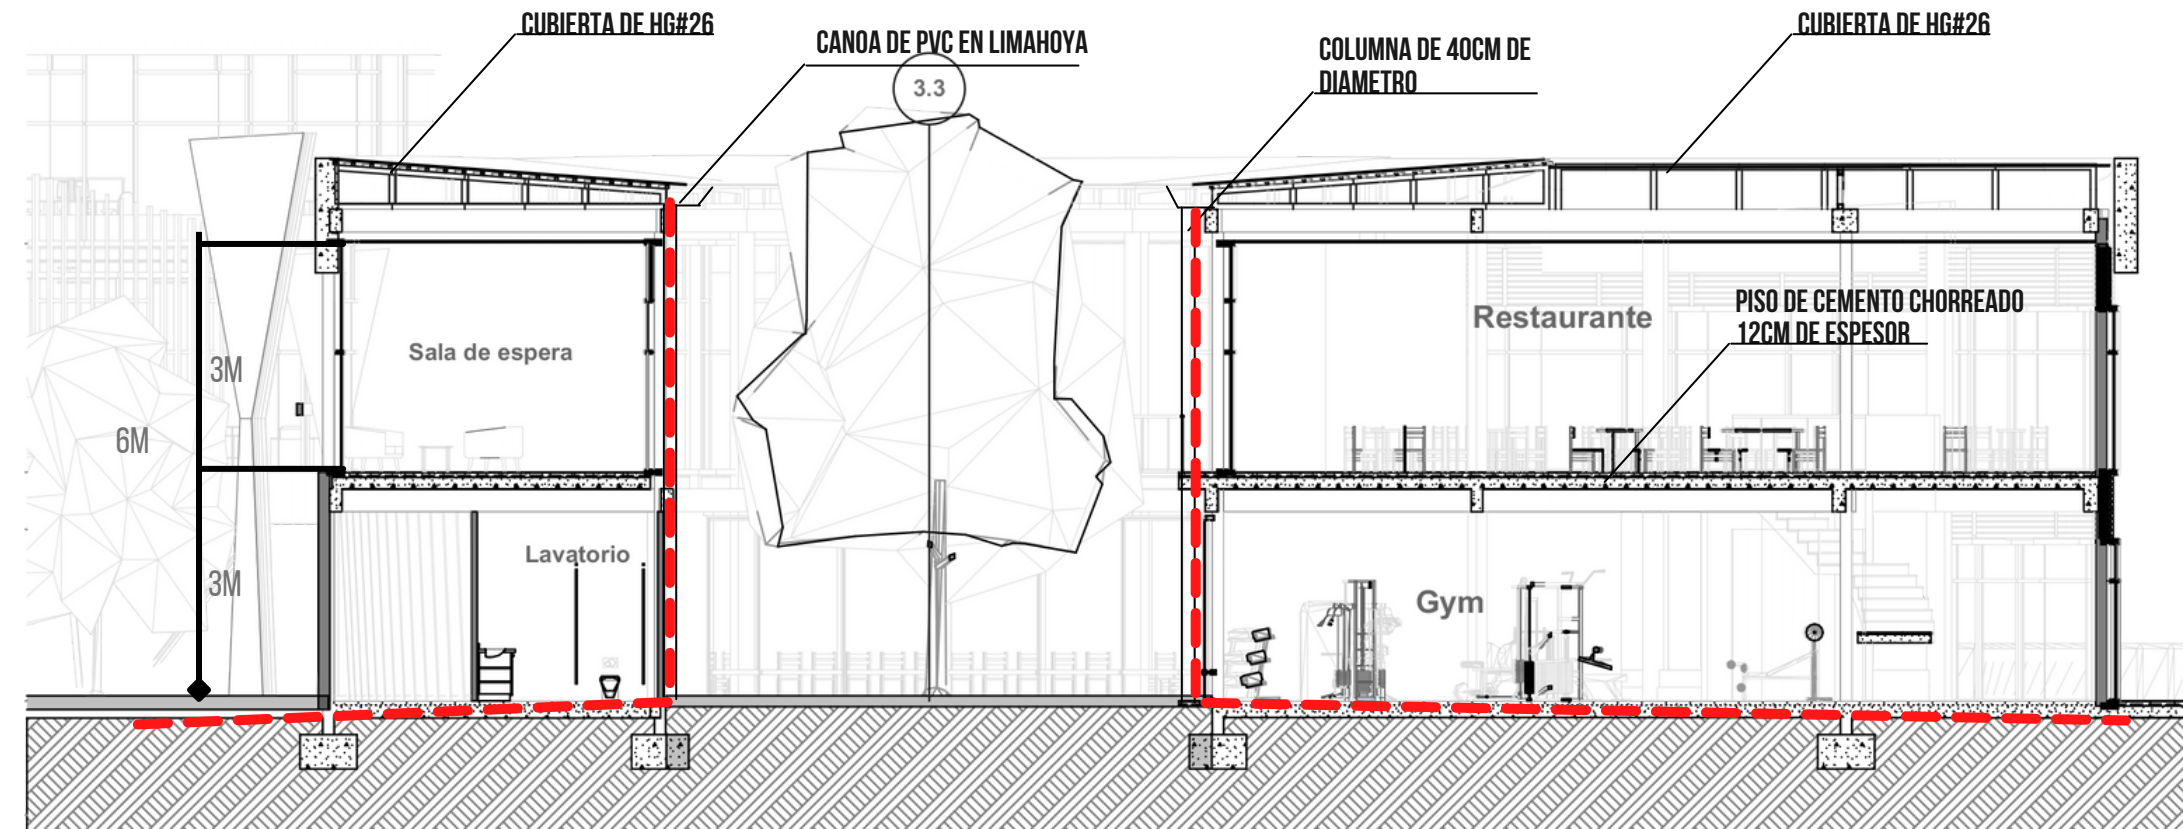 CUBIERTA DE HG#26
CANOA DE PVC EN LIMAHOYA
COLUMNA DE 40CM DE
DIAMETRO
CUBIERTA DE HG#26
3.3
PISO DE CEMENTO CHORREADO
12CM DE ESPESOR
Restaurante
Sala de espera
3M
6M
3M
Lavatorio
Gym